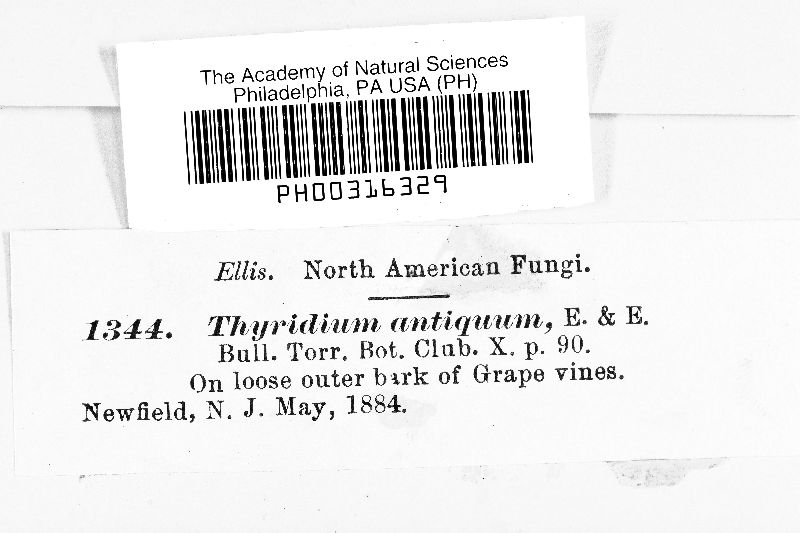 The Academy of Natural Sciences
Philadelphia, PA USA (PH)
PH00316329
Ellis. North American Fungi.
1344. Thyridium antiquum, E. & E.
Bull. Torr. Bot. Club. X. p. 90.
On loose outer bark of Grape vines.
Newfield, N. J. May, 1884.